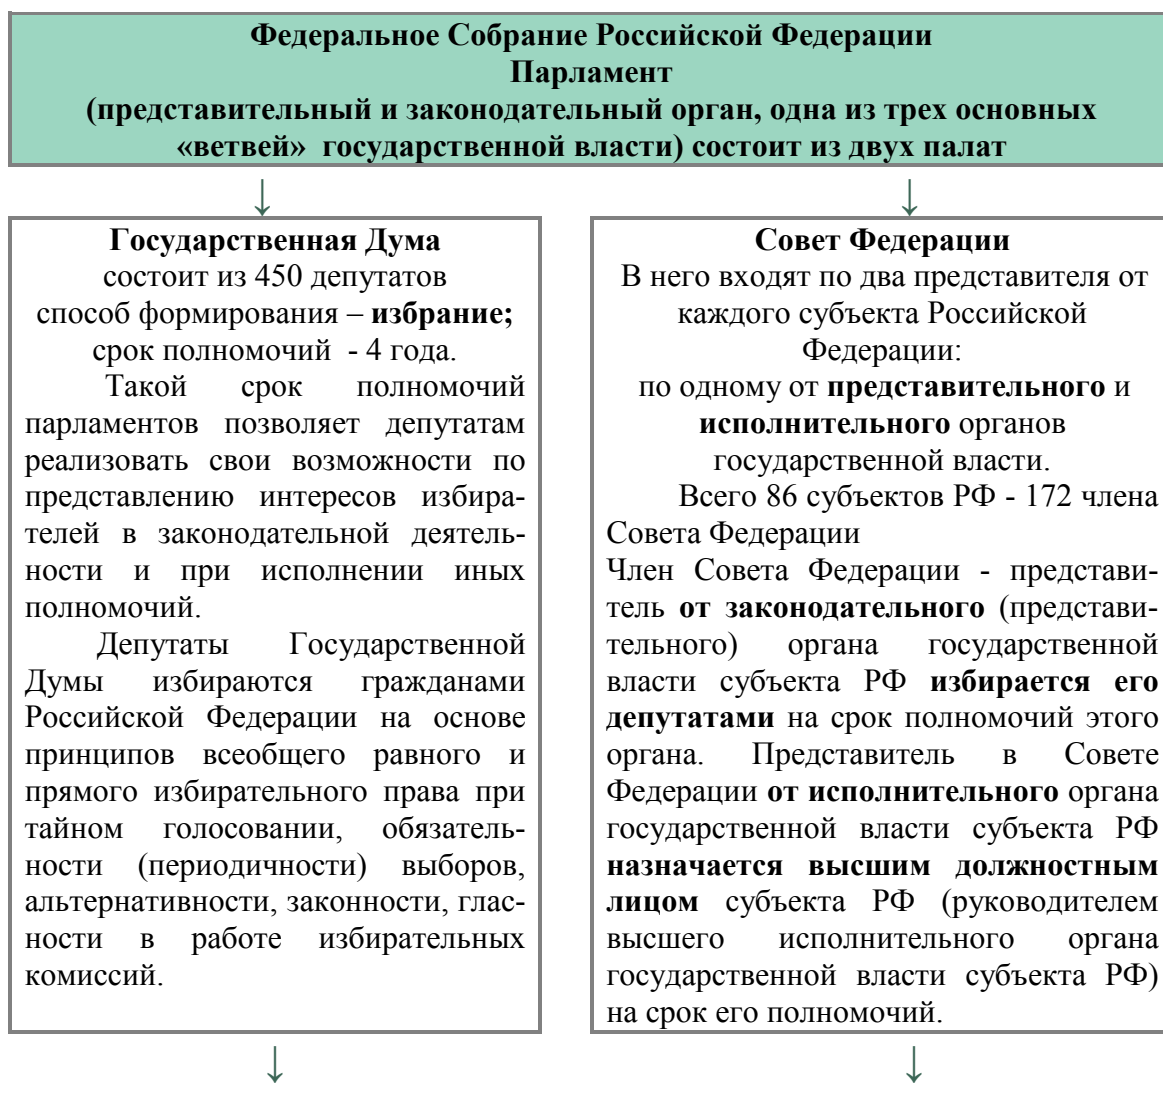 Федеральное Собрание Российской Федерации
Парламент
(представительный и законодательный орган, одна из трех основных
«ветвей» государственной власти) состоит из двух палат
↓
↓
Государственная Дума
состоит из 450 депутатов
способ формирования – избрание;
срок полномочий - 4 года.
Такой срок полномочий
парламентов позволяет депутатам
реализовать свои возможности по
представлению интересов избира-
телей в законодательной деятель-
ности и при исполнении иных
полномочий.
Депутаты Государственной
Думы избираются гражданами
Российской Федерации на основе
принципов всеобщего равного и
прямого избирательного права при
тайном голосовании, обязатель-
ности (периодичности) выборов,
альтернативности, законности, глас-
ности в работе избирательных
комиссий.
Совет Федерации
В него входят по два представителя от
каждого субъекта Российской
Федерации:
по одному от представительного и
исполнительного органов
государственной власти.
Всего 86 субъектов РФ - 172 члена
Совета Федерации
Член Совета Федерации - представи-
тель от законодательного (представи-
тельного) органа государственной
власти субъекта РФ избирается его
депутатами на срок полномочий этого
органа. Представитель в Совете
Федерации от исполнительного органа
государственной власти субъекта РФ
назначается высшим должностным
лицом субъекта РФ (руководителем
высшего исполнительного органа
государственной власти субъекта РФ)
на срок его полномочий.
↓
↓